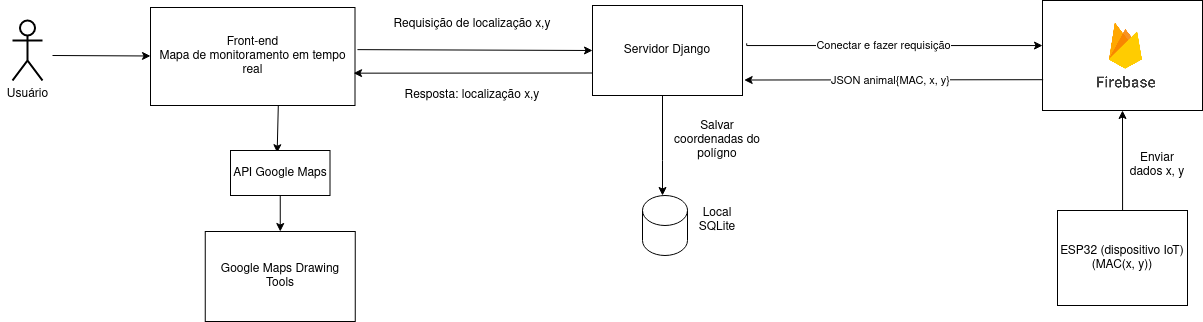 Usuário
Front-end
Mapa de monitoramento em tempo
real
Requisição de localização x,y
Resposta: localização x,y
Servidor Django
Conectar e fazer requisição
JSON animal{MAC, x, y}
Firebase
API Google Maps
Google Maps Drawing
Tools
Salvar
coordenadas do
polígno
Local
SQLite
Enviar
dados x, y
ESP32 (dispositivo IoT)
(MAC(x, y))